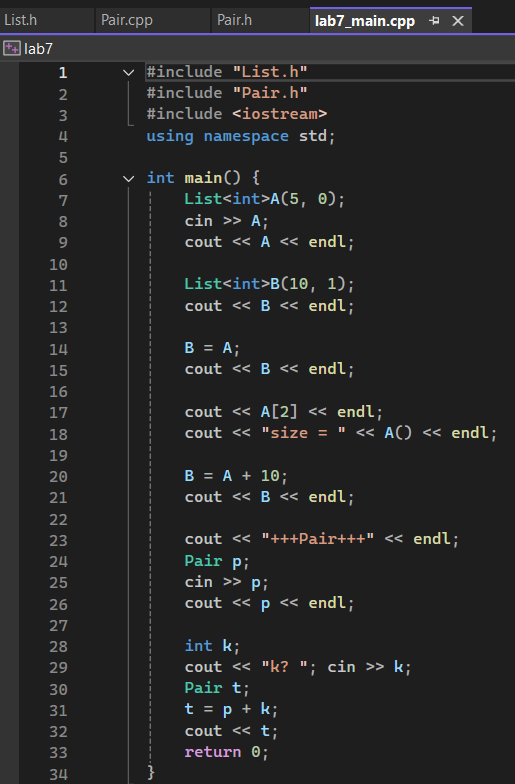 List.h Pair.cpp Pair.h lab7_main.cpp
lab7
1 #include "List.h"
2 #include "Pair.h"
3 #include <iostream>
4 using namespace std;
5
6 int main() {
7 List<int>A(5, 0);
8 cin >> A;
9 cout << A << endl;
10
11 List<int>B(10, 1);
12 cout << B << endl;
13
14 B = A;
15 cout << B << endl;
16
17 cout << A[2] << endl;
18 cout << "size = " << A() << endl;
19
20 B = A + 10;
21 cout << B << endl;
22
23 cout << "+++Pair+++" << endl;
24 Pair p;
25 cin >> p;
26 cout << p << endl;
27
28 int k;
29 cout << "k? "; cin >> k;
30 Pair t;
31 t = p + k;
32 cout << t;
33 return 0;
34 }